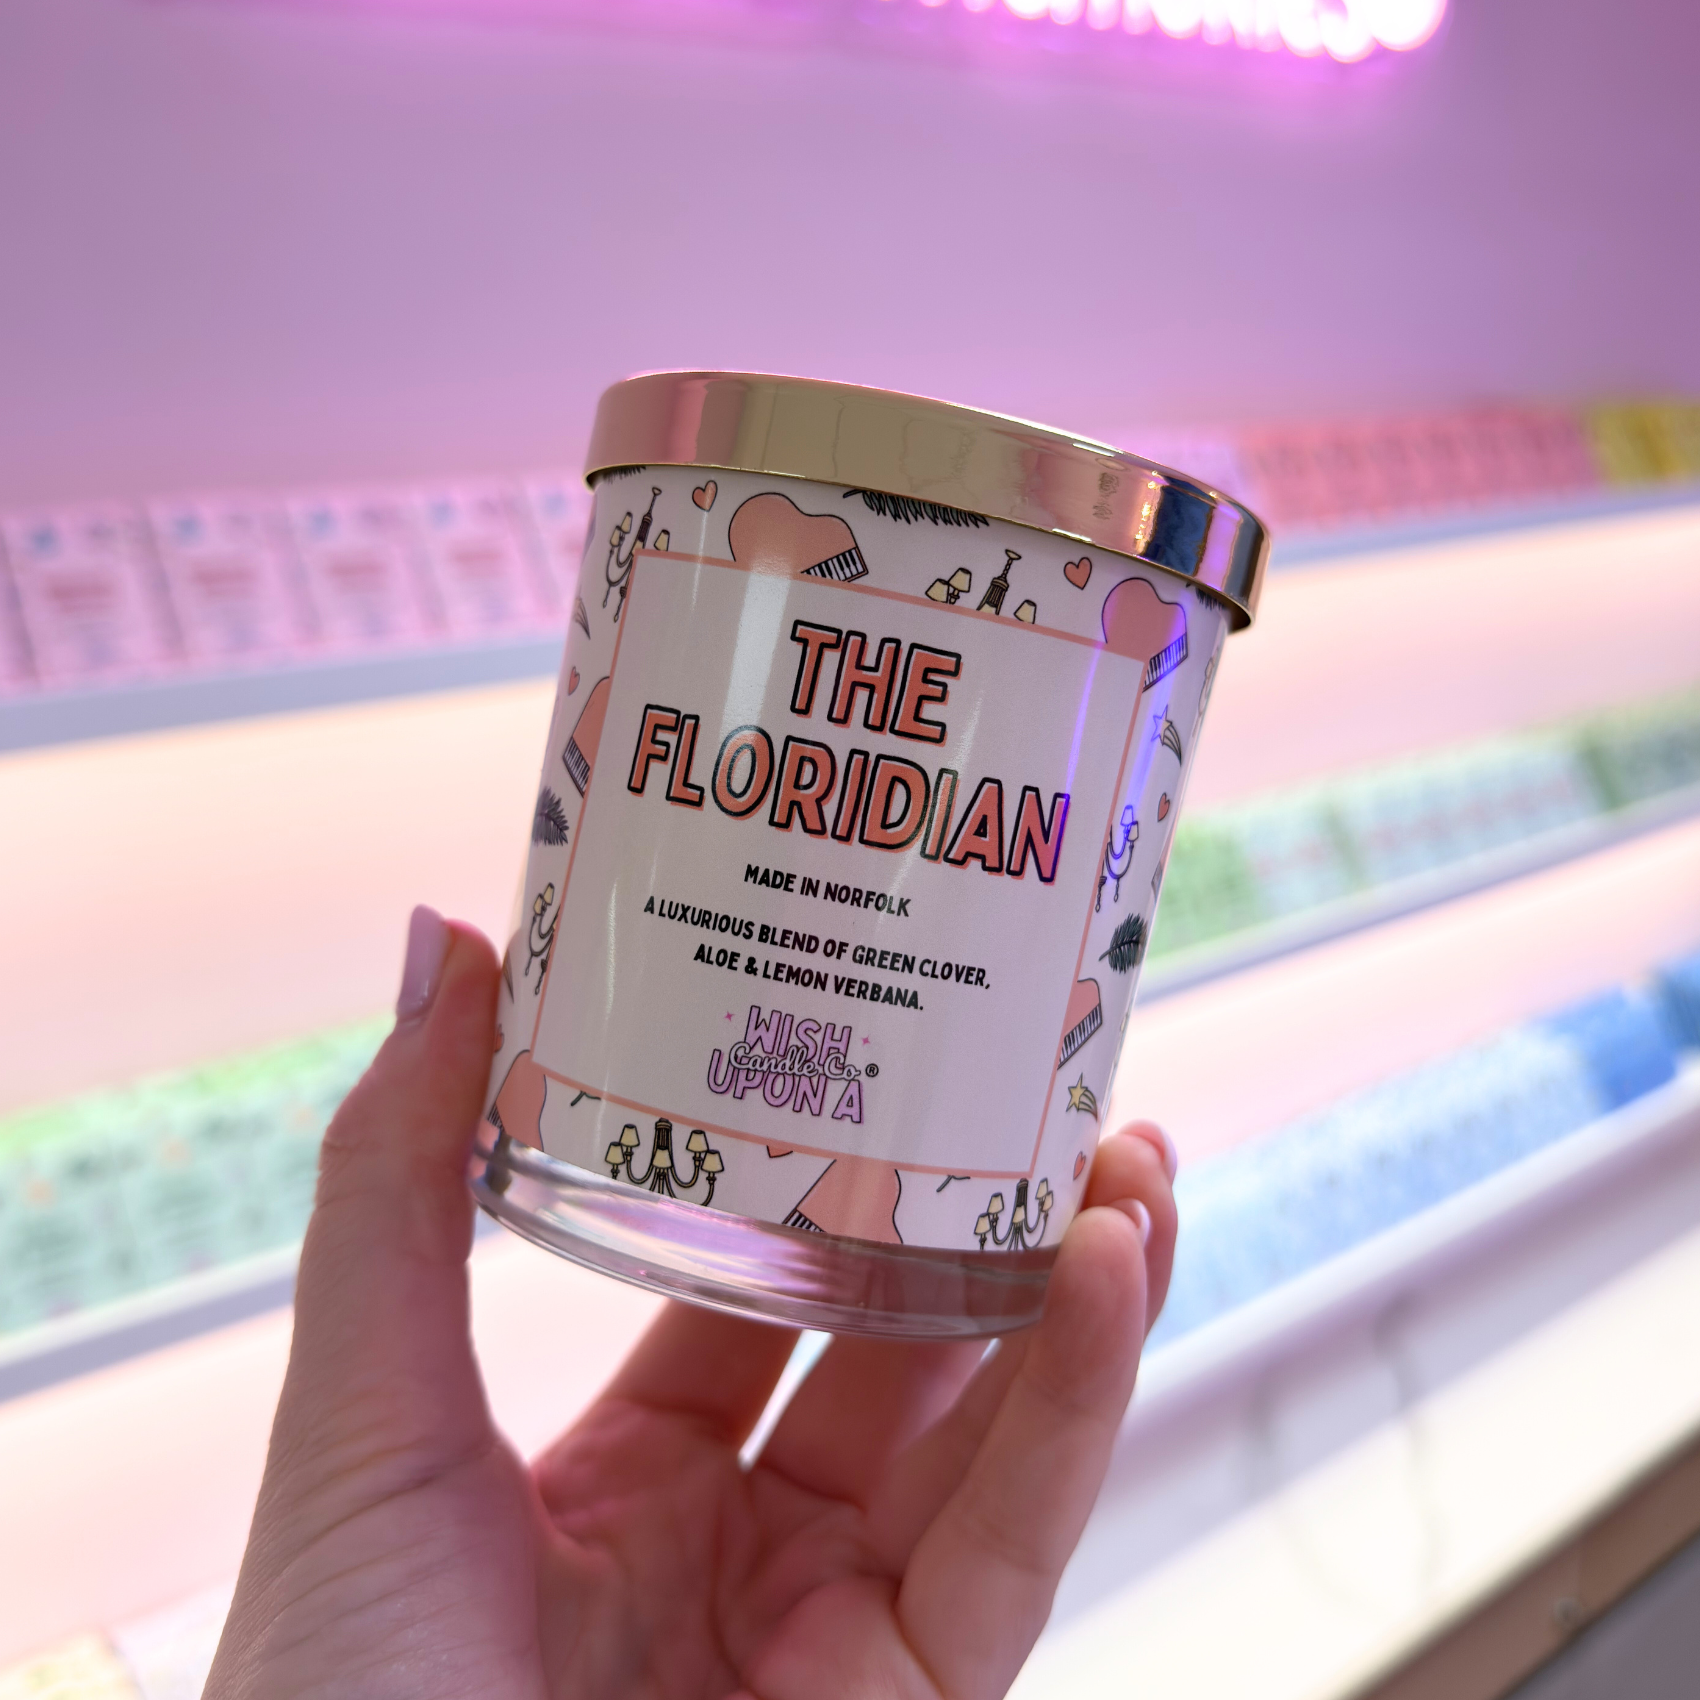 THE
FLORIDIAN
MADE IN NORFOLK
A LUXURIOUS BLEND OF GREEN CLOVER,
ALOE & LEMON VERBANA.
WISH
Candle Co ®
UPON A